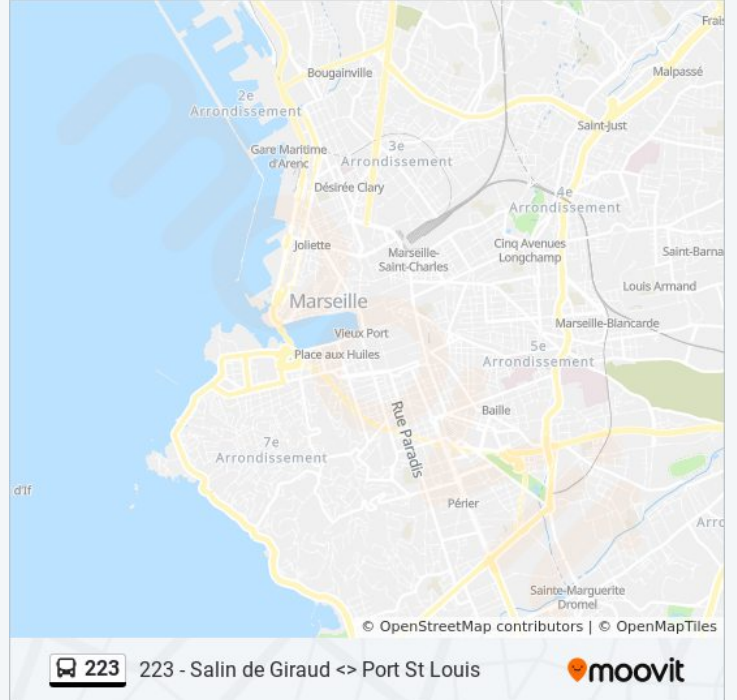 Frais
Bougainville
Malpassé
2e
Arrondissement
Saint-Just
Gare Maritime
d'Arenc
3e
Arrondissement
Désirée Clary
4e
Arrondissement
Joliette
Marseille-
Saint-Charles
Cinq Avenues
Longchamp
Saint-Barna
Louis Armand
Marseille
Marseille-Blancarde
Vieux Port
Place aux Huiles
5e
Arrondissement
Rue Paradis
Baille
7e
Arrondissement
d'If
Périer
Arro
Sainte-Marguerite
Dromel
© OpenStreetMap contributors | © OpenMapTiles
223 223 - Salin de Giraud <> Port St Louis moovit